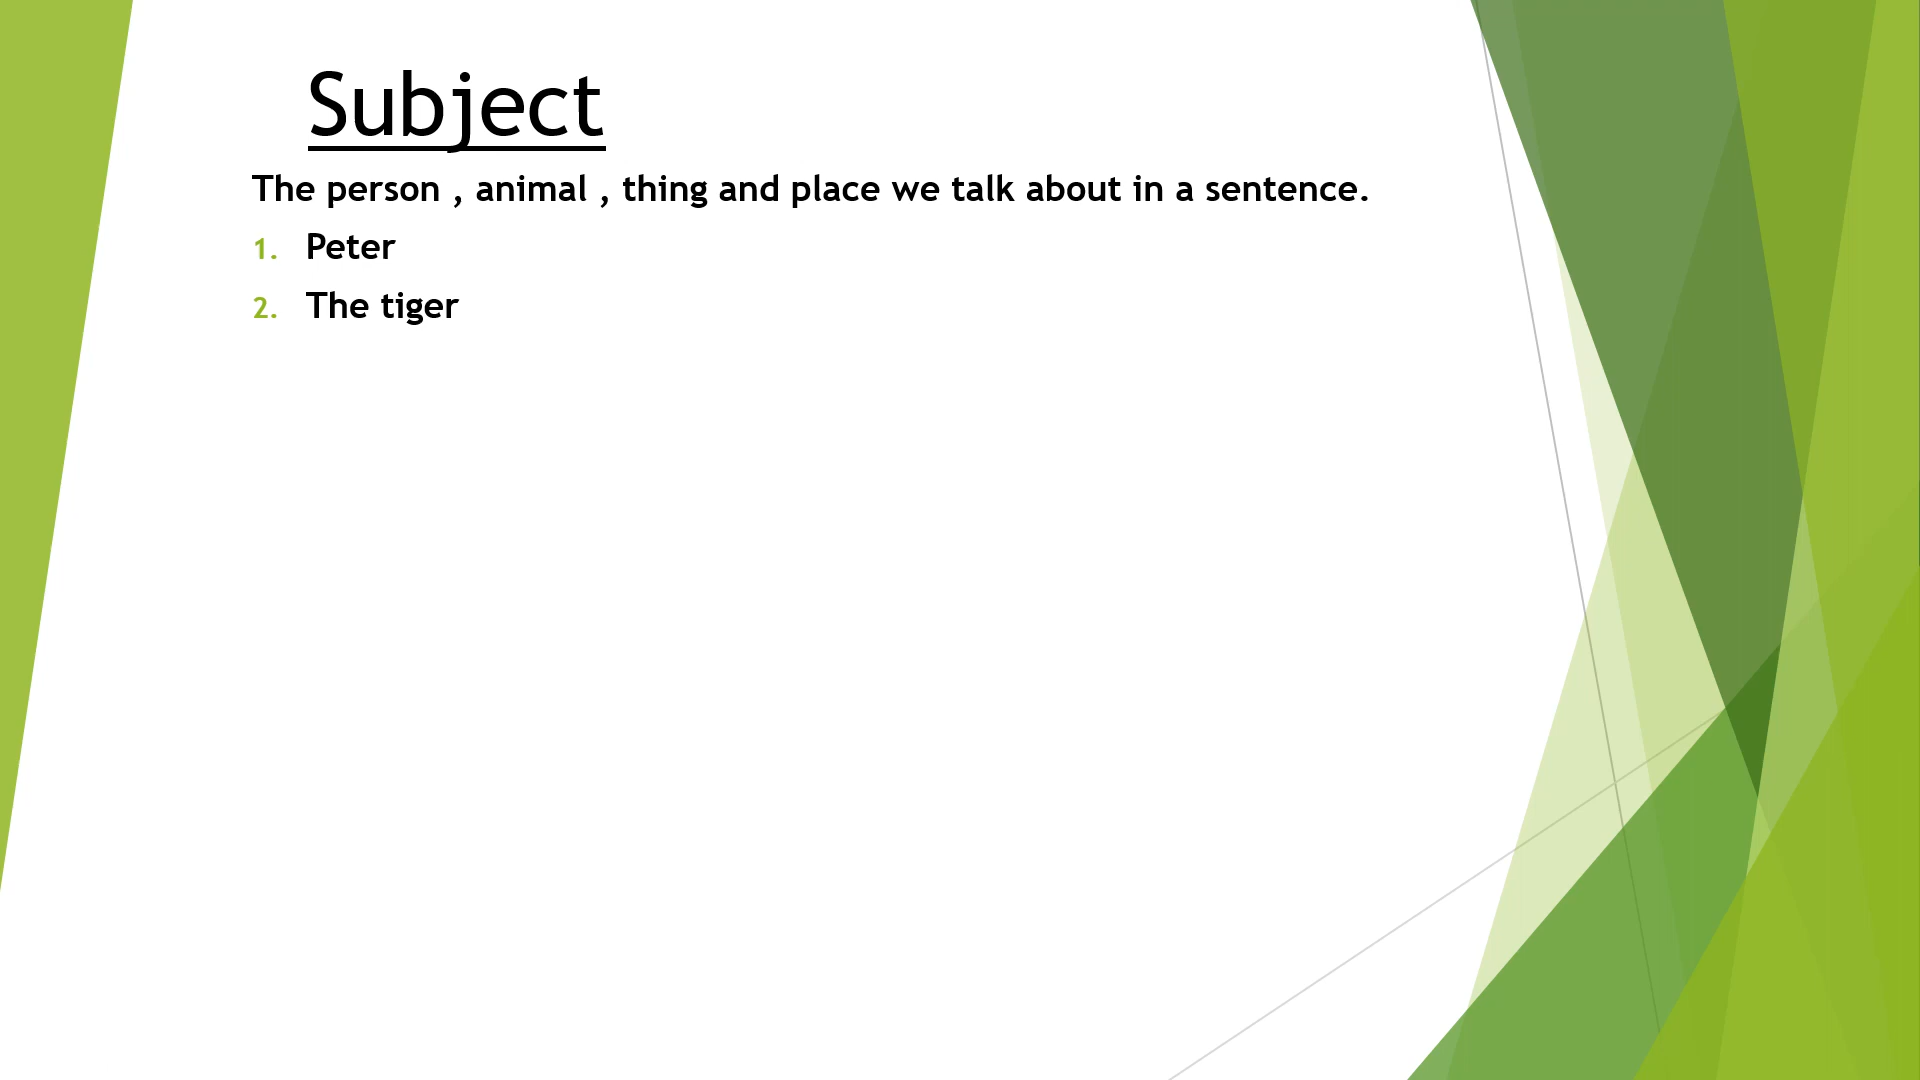 Subject
The person , animal , thing and place we talk about in a sentence.
1. Peter
2. The tiger